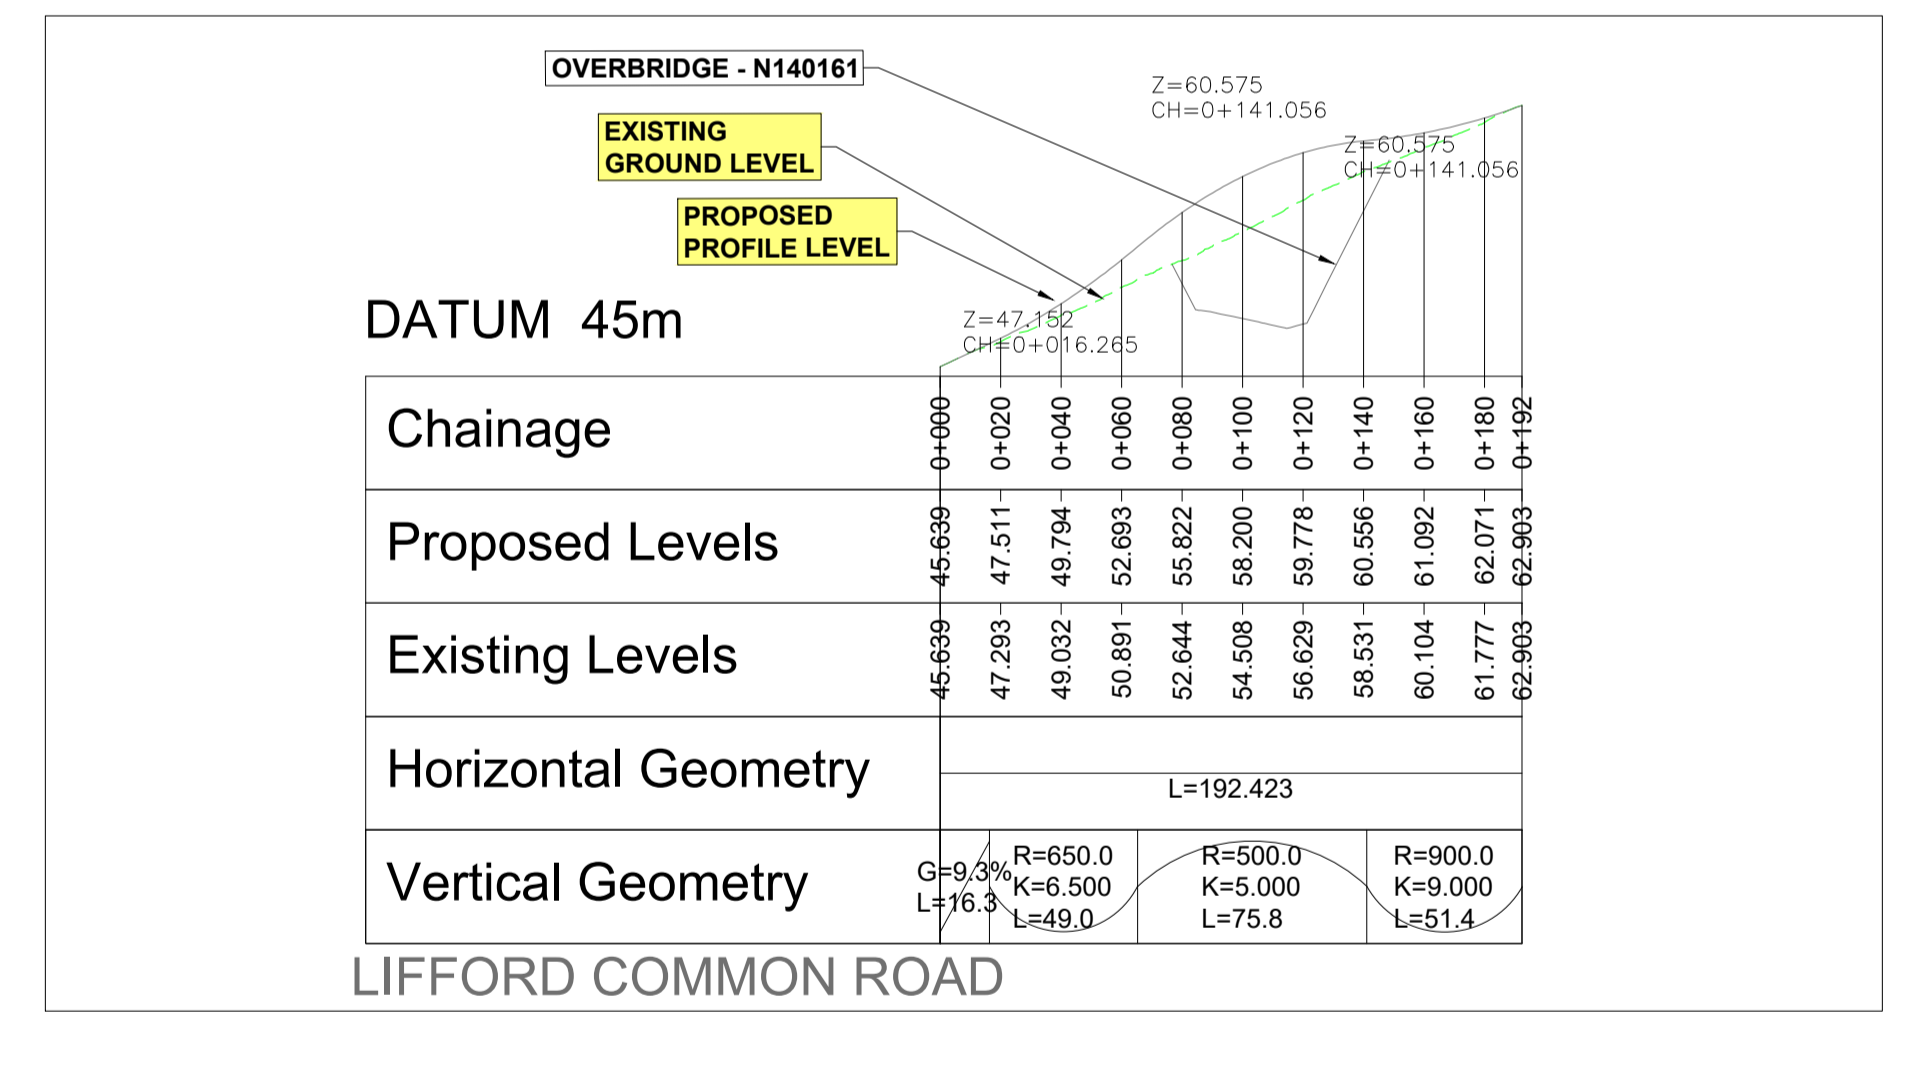 OVERBRIDGE - N140161
EXISTING
GROUND LEVEL
PROPOSED
PROFILE LEVEL
Z=60.575
CH=0+141.056
Z=60.575
CH=0+141.056
Z=47.152
CH=0+016.265
DATUM 45m
Chainage 0+000 0+020 0+040 0+060 0+080 0+100 0+120 0+140 0+160 0+180 0+192
Proposed Levels 45.639 47.511 49.794 52.693 55.822 58.200 59.778 60.556 61.092 62.071 62.903
Existing Levels 45.639 47.293 49.032 50.891 52.644 54.508 56.629 58.531 60.104 61.777 62.903
Horizontal Geometry
L=192.423
Vertical Geometry
G=9.3%
L=16.3
R=650.0
K=6.500
L=49.0
R=500.0
K=5.000
L=75.8
R=900.0
K=9.000
L=51.4
LIFFORD COMMON ROAD